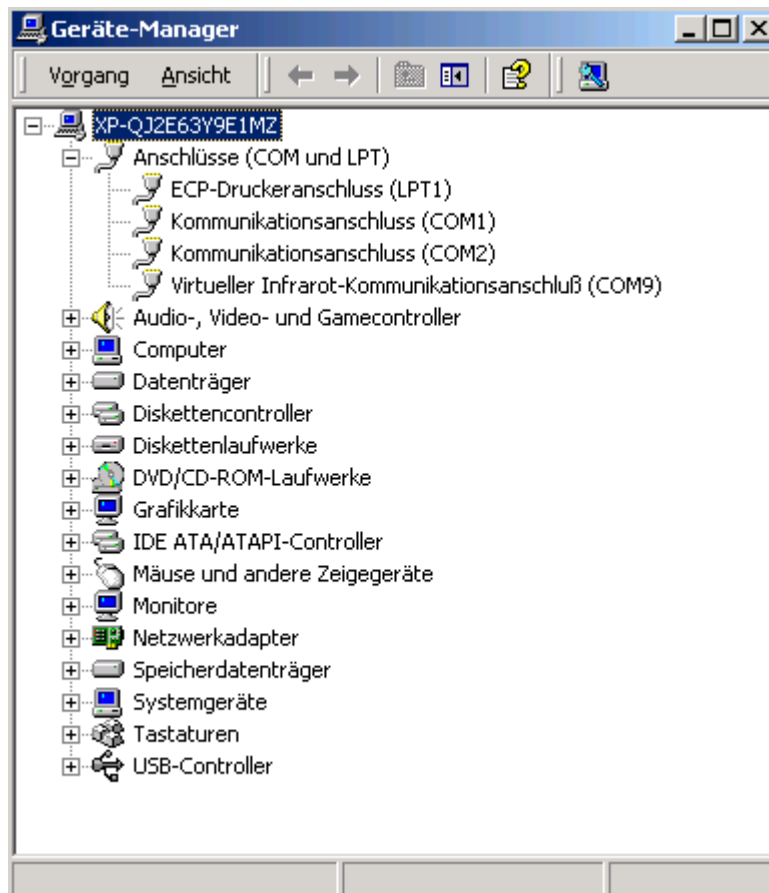 Geräte-Manager
Vorgang Ansicht
XP-QJ2E63Y9E1MZ
Anschlüsse (COM und LPT)
ECP-Druckeranschluss (LPT1)
Kommunikationsanschluss (COM1)
Kommunikationsanschluss (COM2)
Virtueller Infrarot-Kommunikationsanschluß (COM9)
Audio-, Video- und Gamecontroller
Computer
Datenträger
Diskettencontroller
Diskettenlaufwerke
DVD/CD-ROM-Laufwerke
Grafikkarte
IDE ATA/ATAPI-Controller
Mäuse und andere Zeigegeräte
Monitore
Netzwerkadapter
Speicherdatenträger
Systemgeräte
Tastaturen
USB-Controller